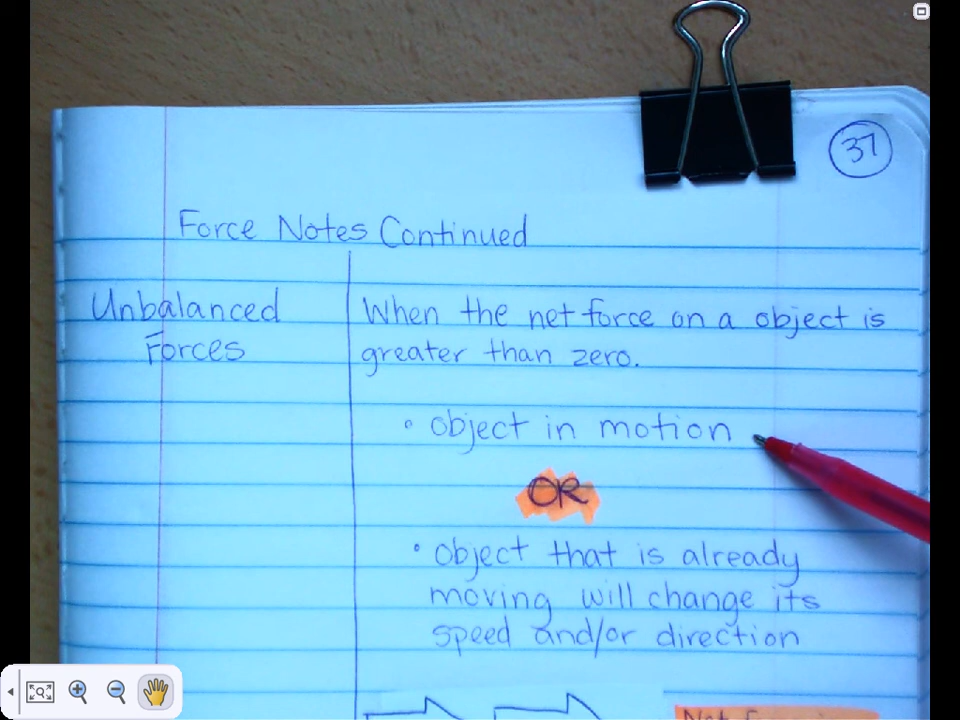 37
Force Notes Continued
Unbalanced
Forces
When the net force on a object is
greater than zero.
• object in motion
OR
• object that is already
moving will change its
speed and/or direction